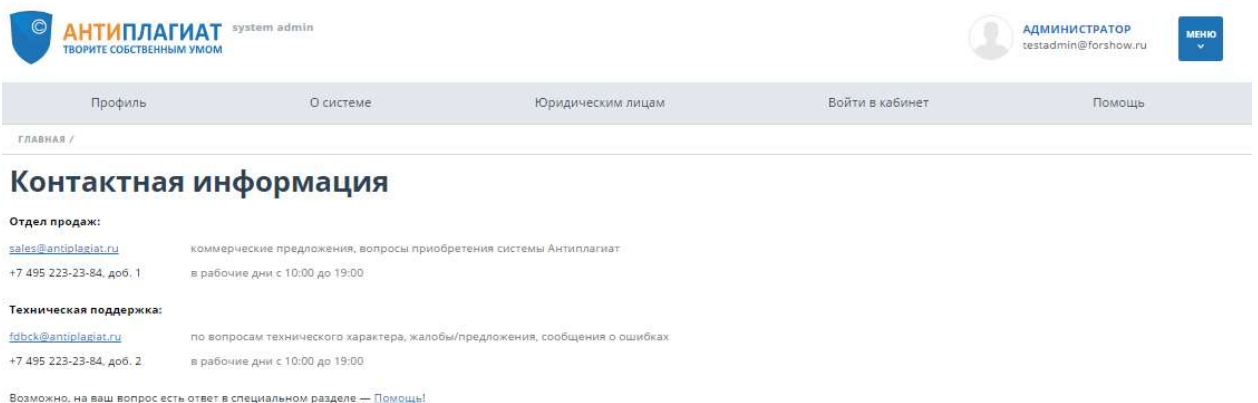 ©
АНТИПЛАГИАТ system admin
ТВОРИТЕ СОБСТВЕННЫМ УМОМ
АДМИНИСТРАТОР
testadmin@forshow.ru
МЕНЮ
Профиль О системе Юридическим лицам Войти в кабинет Помощь
ГЛАВНАЯ /
Контактная информация
Отдел продаж:
sales@antiplagiat.ru коммерческие предложения, вопросы приобретения системы Антиплагиат
+7 495 223-23-84, доб. 1 в рабочие дни с 10:00 до 19:00
Техническая поддержка:
fdbck@antiplagiat.ru по вопросам технического характера, жалобы/предложения, сообщения о ошибках
+7 495 223-23-84, доб. 2 в рабочие дни с 10:00 до 19:00
Возможно, на ваш вопрос есть ответ в специальном разделе — Помощь!